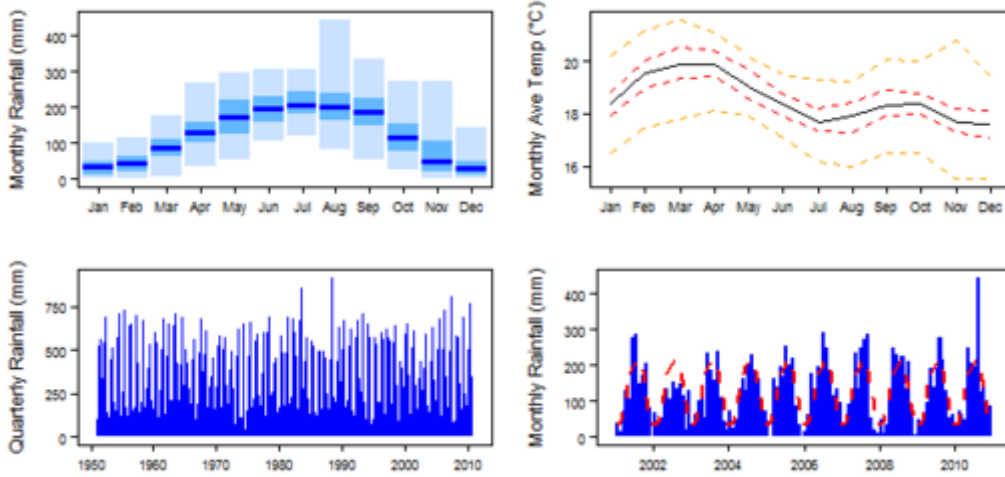 Monthly Rainfall (mm)
400
300
200
100
0
Jan Feb Mar Apr May Jun Jul Aug Sep Oct Nov Dec
Monthly Ave Temp (°C)
20
18
16
Jan Feb Mar Apr May Jun Jul Aug Sep Oct Nov Dec
Quarterly Rainfall (mm)
750
500
250
0
1950 1960 1970 1980 1990 2000 2010
Monthly Rainfall (mm)
400
300
200
100
0
2002 2004 2006 2008 2010